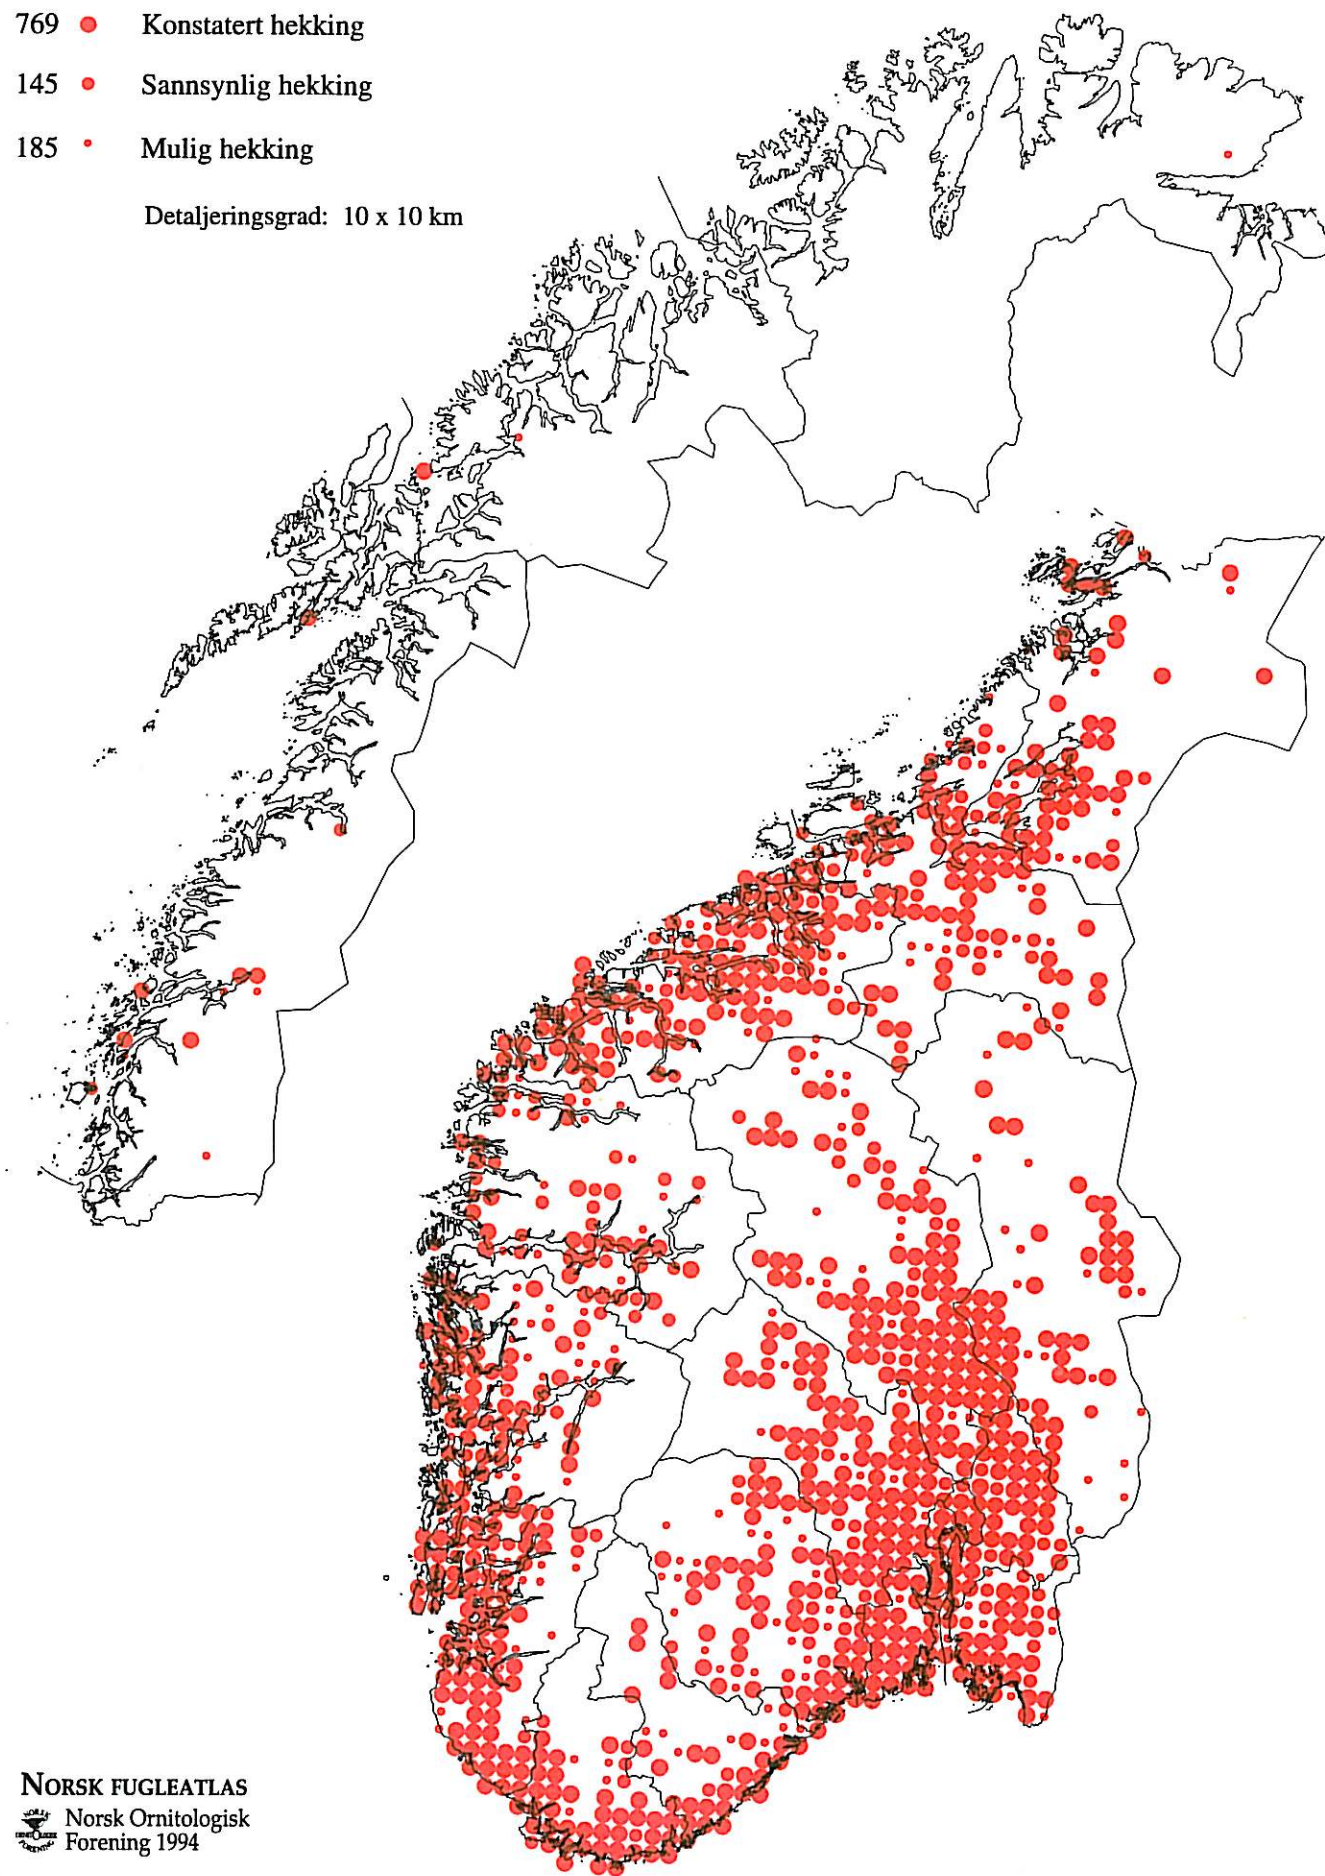 769 Konstatert hekking
145 Sannsynlig hekking
185 Mulig hekking
Detaljeringsgrad: 10 x 10 km
NORSK FUGLEATLAS
Norsk Ornitologisk
Forening 1994